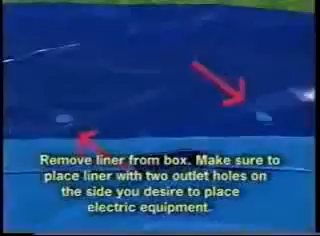 Remove liner from box. Make sure to
place liner with two outlet holes on
the side you desire to place
electric equipment.